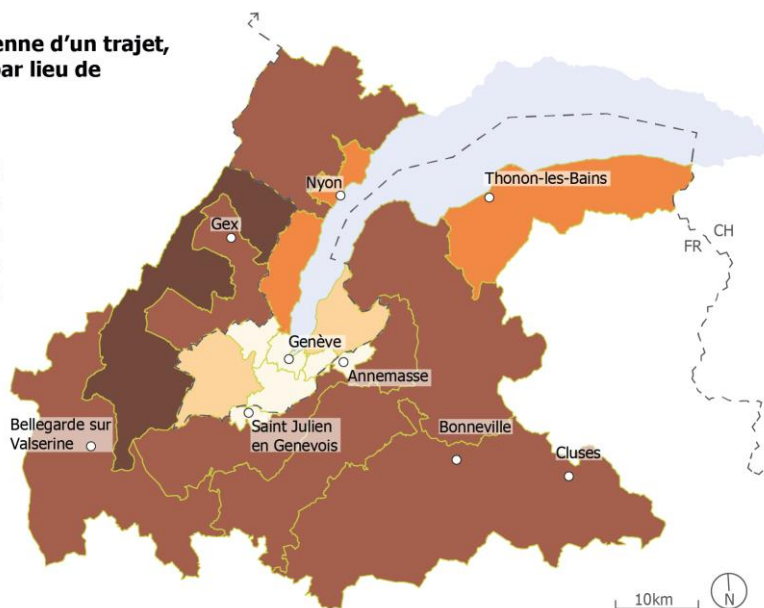 enne d'un trajet,
par lieu de
Nyon
Thonon-les-Bains
Gex
CH
FR
Genève
Annemasse
Bellegarde sur
Valserine
Saint Julien
en Genevois
Bonneville
Cluses
10km
N